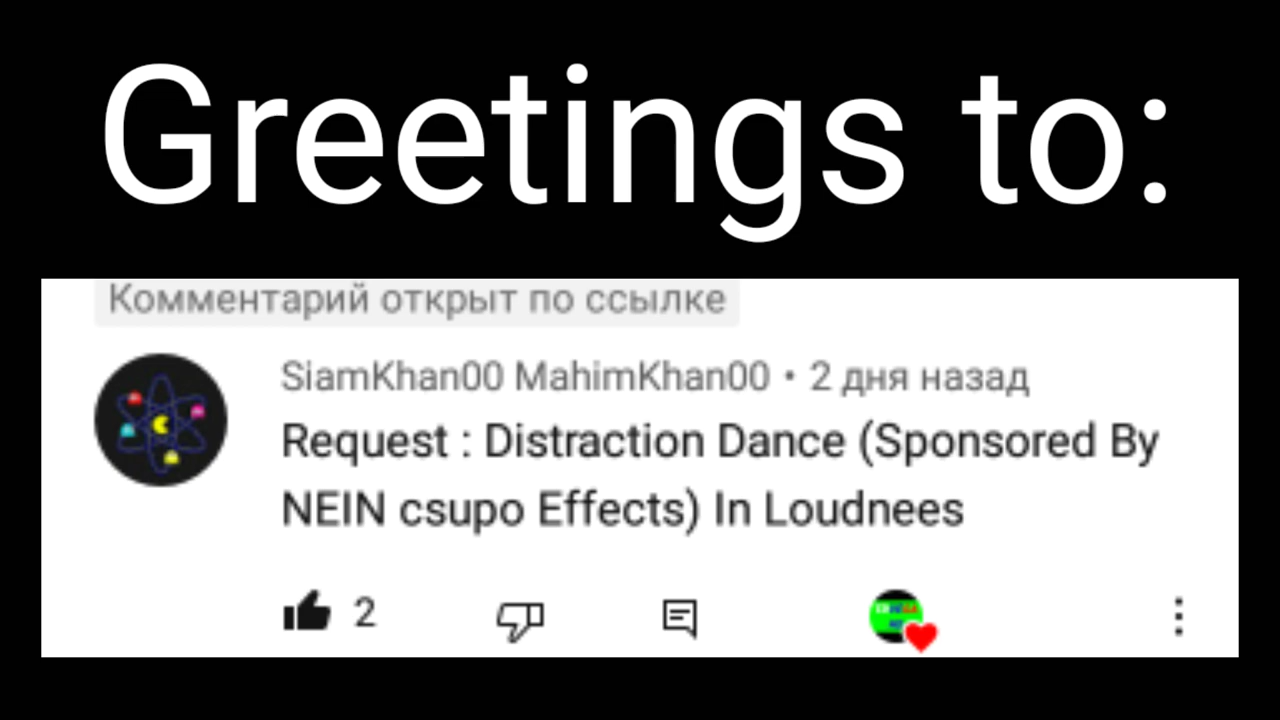 Greetings to:
Комментарий открыт по ссылке
SiamKhan00 MahimKhan00 • 2 дня назад
Request : Distraction Dance (Sponsored By
NEIN csupo Effects) In Loudnees
2